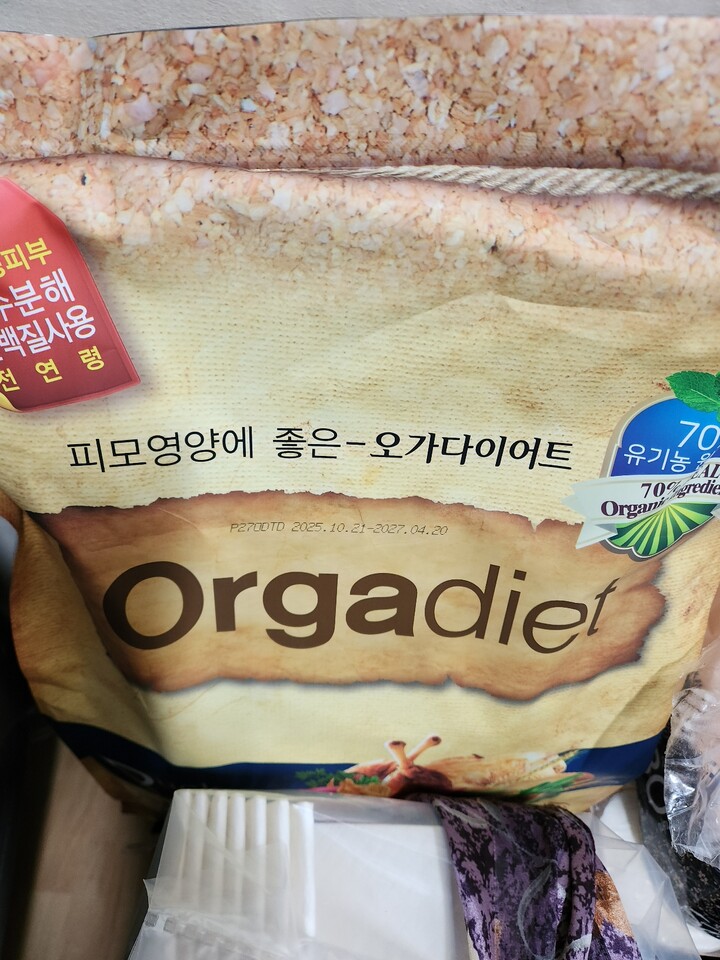 피부
수분해
백질사용
전 연 령
피모영양에 좋은-오가다이어트
70
유기농
70%
Organic
P270DTD 2025.10.21-2027.04.20
Orgadiet